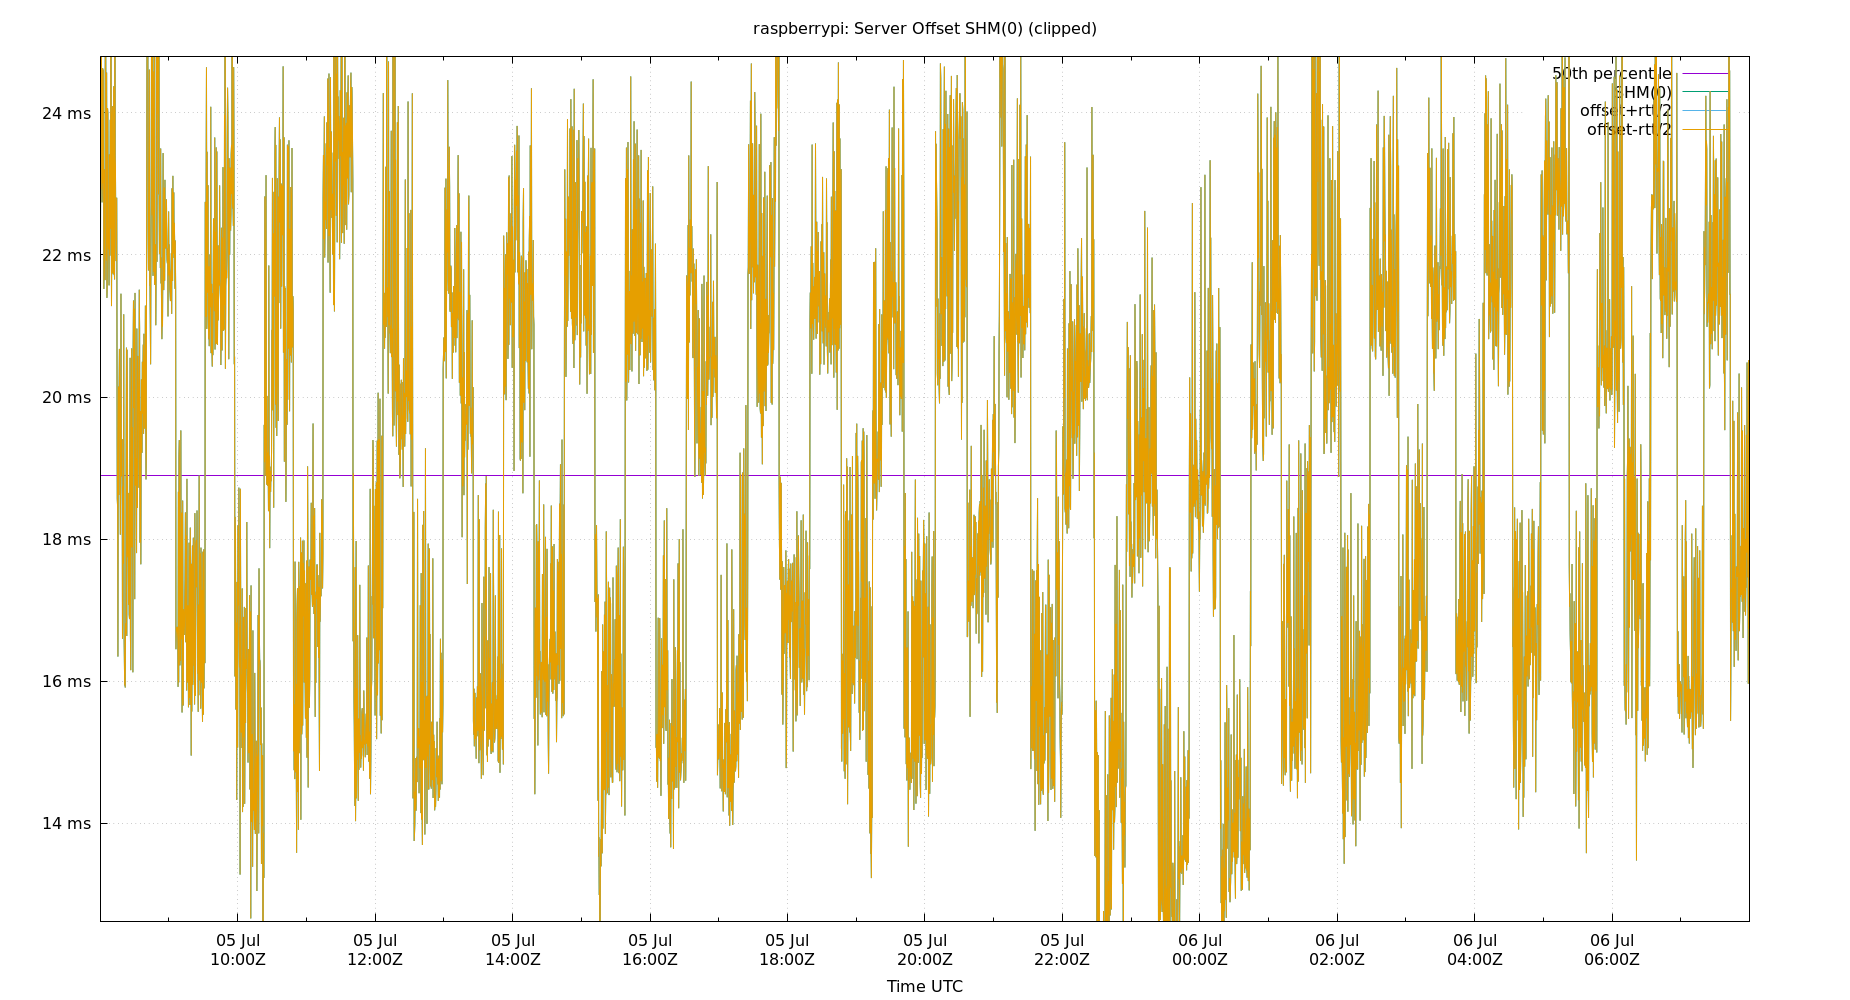 raspberrypi: Server Offset SHM(0) (clipped)
50th percentile
SHM(0)
offset+rtt/2
offset-rtt/2
24 ms
22 ms
20 ms
18 ms
16 ms
14 ms
05 Jul 05 Jul 05 Jul 05 Jul 05 Jul 05 Jul 05 Jul 06 Jul 06 Jul 06 Jul 06 Jul
10:00Z 12:00Z 14:00Z 16:00Z 18:00Z 20:00Z 22:00Z 00:00Z 02:00Z 04:00Z 06:00Z
Time UTC